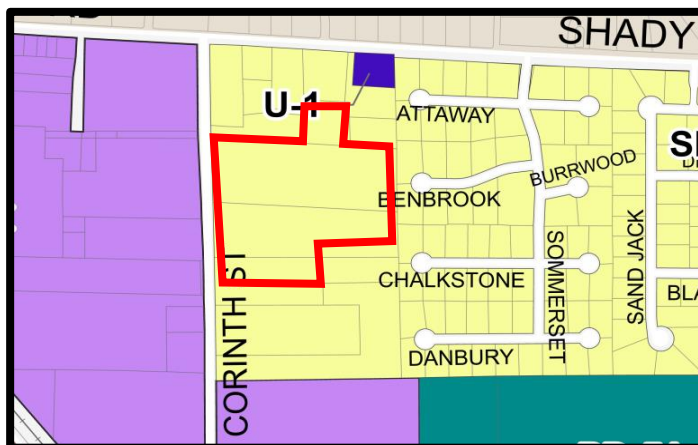 SHADY
U-1
ATTAWAY
BURRWOOD
BENBROOK
CHALKSTONE
SOMMERSET
SAND JACK
DANBURY
CORINTH ST